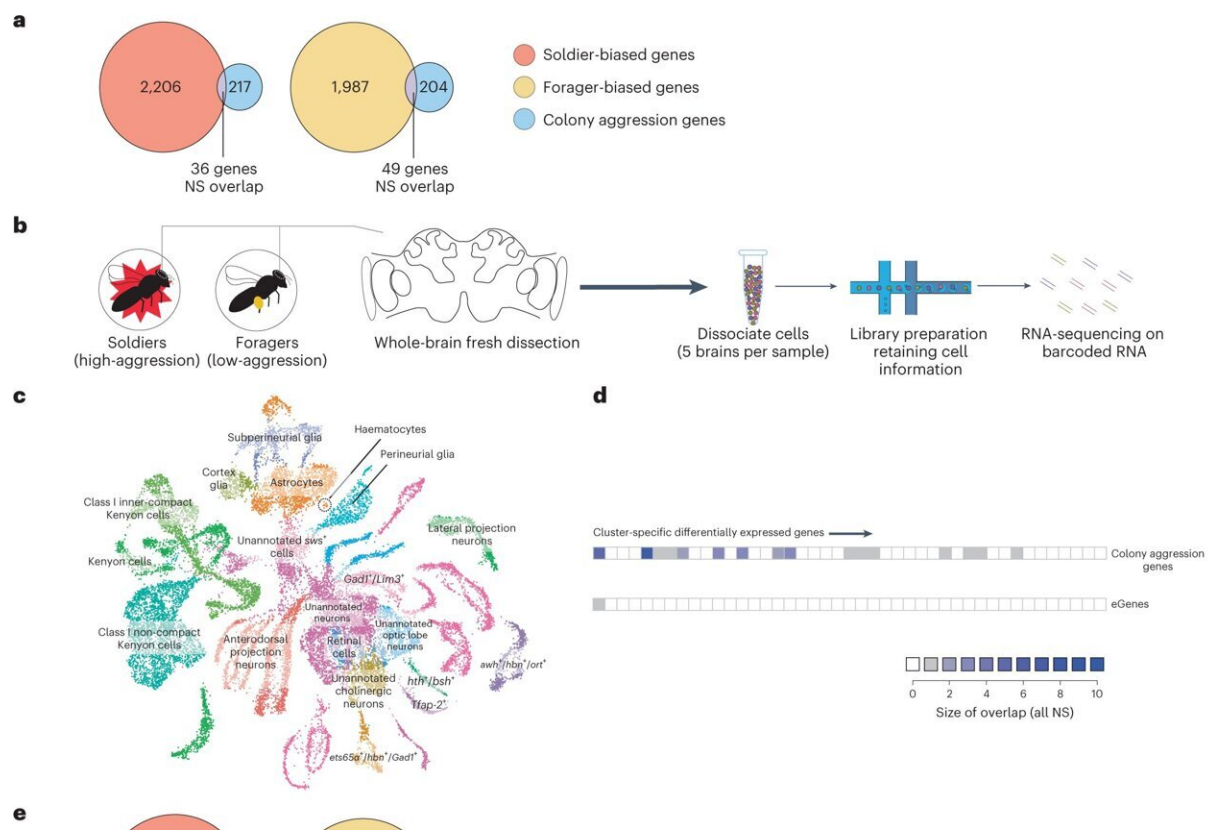 a
2,206
217
1,987
204
36 genes
NS overlap
49 genes
NS overlap
Soldier-biased genes
Forager-biased genes
Colony aggression genes
b
Soldiers
(high-aggression)
Foragers
(low-aggression)
Whole-brain fresh dissection
Dissociate cells
(5 brains per sample)
Library preparation
retaining cell
information
RNA-sequencing on
barcoded RNA
c
Subperineurial glia
Haematocytes
Perineurial glia
Cortex
glia
Astrocytes
Class I inner-compact
Kenyon cells
Lateral projection
neurons
Unannotated sws⁺
cells
Kenyon cells
Gad1⁺/Lim3⁺
Unannotated
neurons
Unannotated
optic lobe
neurons
Class I non-compact
Kenyon cells
Anterodorsal
projection
neurons
Retinal
cells
awh⁺/hbn⁺/ort⁺
Unannotated
cholinergic
neurons
hth⁺/bsh⁺
Tfap-2⁺
ets65a⁺/hbn⁺/Gad1⁺
d
Cluster-specific differentially expressed genes
Colony aggression
genes
eGenes
0 2 4 6 8 10
Size of overlap (all NS)
e